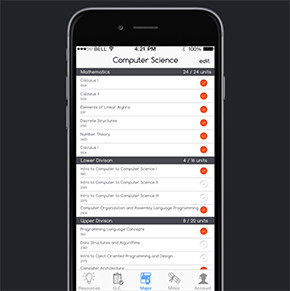 BELL 4:21 PM 100%
Computer Science edit
Mathematics 24 / 24 units
Calculus I
Calculus II
Elements of Linear Algebra
Discrete Structures
Number Theory
Calculus I
Lower Divison 4 / 16 units
Intro to Computer to Computer Science I
Intro to Computer to Computer Science II
Intro to Computer to Computer Science II
Computer Organization and Assembly Language Programming
Upper Divison 8 / 20 units
Programming Language Concepts
Data Structures and Algorithms
Intro to Oject Oriented Programming and Design
Computer Architecture
Resources G.E. Major Minor Account